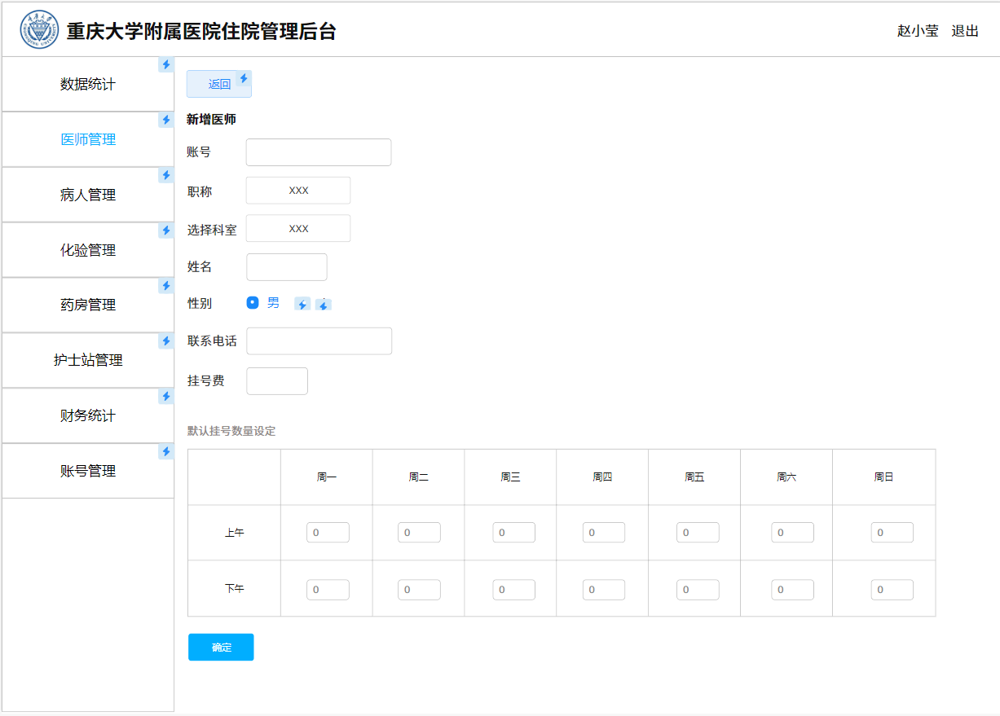 重庆大学附属医院住院管理后台
赵小莹 退出
数据统计
医师管理
病人管理
化验管理
药房管理
护士站管理
财务统计
账号管理
返回
新增医师
账号
职称 XXX
选择科室 XXX
姓名
性别 男
联系电话
挂号费
默认挂号数量设定
周一 周二 周三 周四 周五 周六 周日
上午 0 0 0 0 0 0 0
下午 0 0 0 0 0 0 0
确定